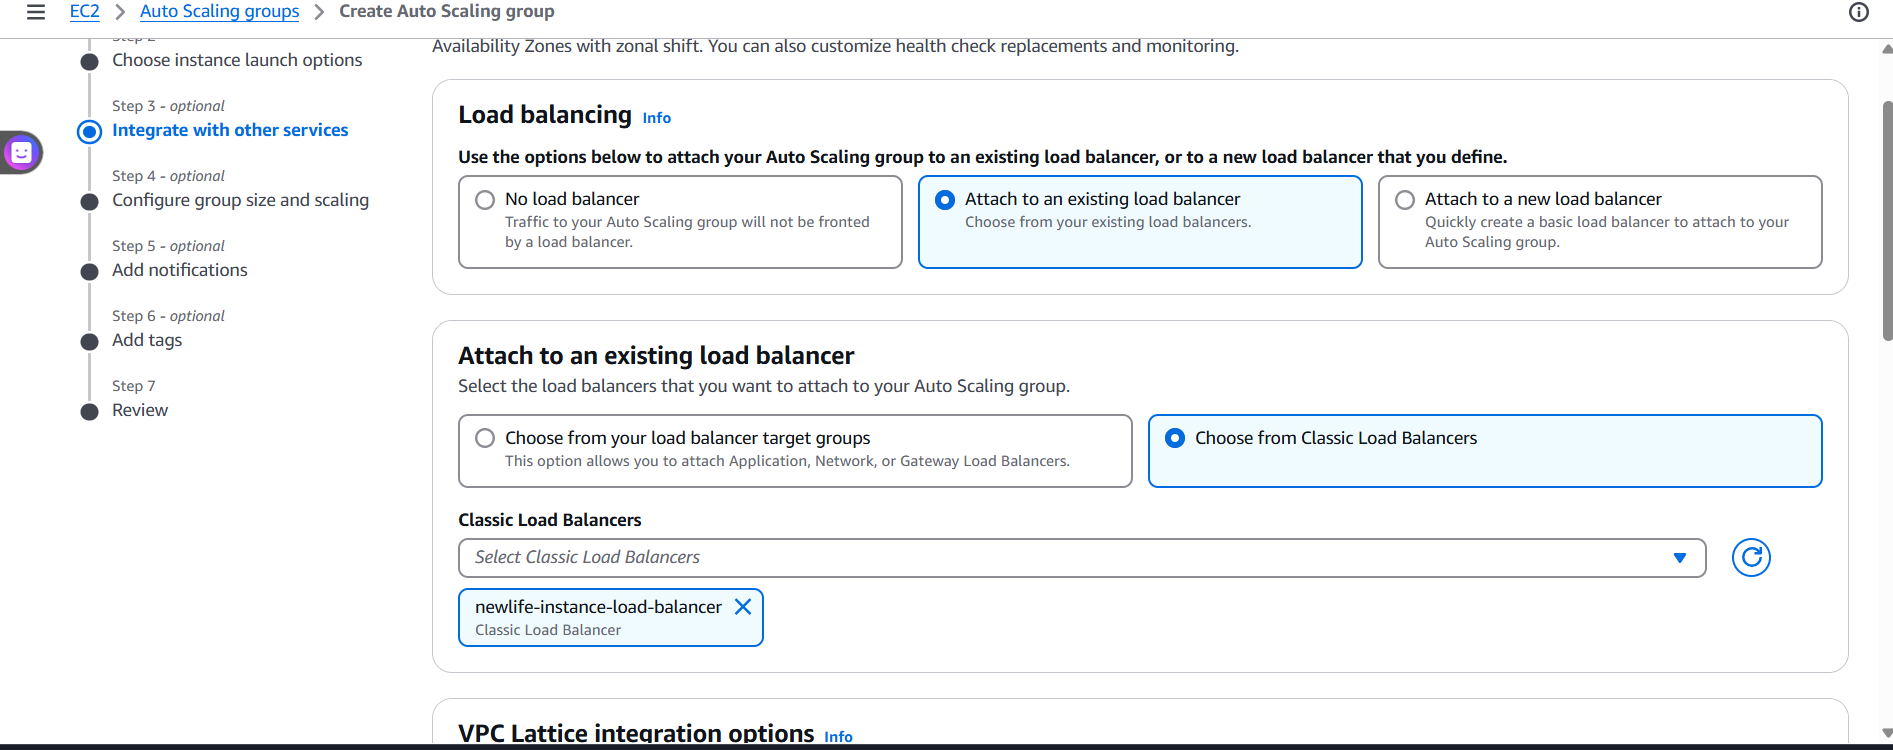 EC2 > Auto Scaling groups > Create Auto Scaling group
Step 2
Choose instance launch options
Step 3 - optional
Integrate with other services
Step 4 - optional
Configure group size and scaling
Step 5 - optional
Add notifications
Step 6 - optional
Add tags
Step 7
Review
Availability Zones with zonal shift. You can also customize health check replacements and monitoring.
Load balancing Info
Use the options below to attach your Auto Scaling group to an existing load balancer, or to a new load balancer that you define.
No load balancer
Traffic to your Auto Scaling group will not be fronted
by a load balancer.
Attach to an existing load balancer
Choose from your existing load balancers.
Attach to a new load balancer
Quickly create a basic load balancer to attach to your
Auto Scaling group.
Attach to an existing load balancer
Select the load balancers that you want to attach to your Auto Scaling group.
Choose from your load balancer target groups
This option allows you to attach Application, Network, or Gateway Load Balancers.
Choose from Classic Load Balancers
Classic Load Balancers
Select Classic Load Balancers
newlife-instance-load-balancer
Classic Load Balancer
VPC Lattice integration options Info